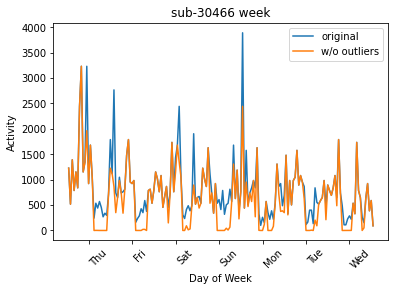 sub-30466 week
original
w/o outliers
Activity
4000
3500
3000
2500
2000
1500
1000
500
0
Thu
Fri
Sat
Sun
Mon
Tue
Wed
Day of Week